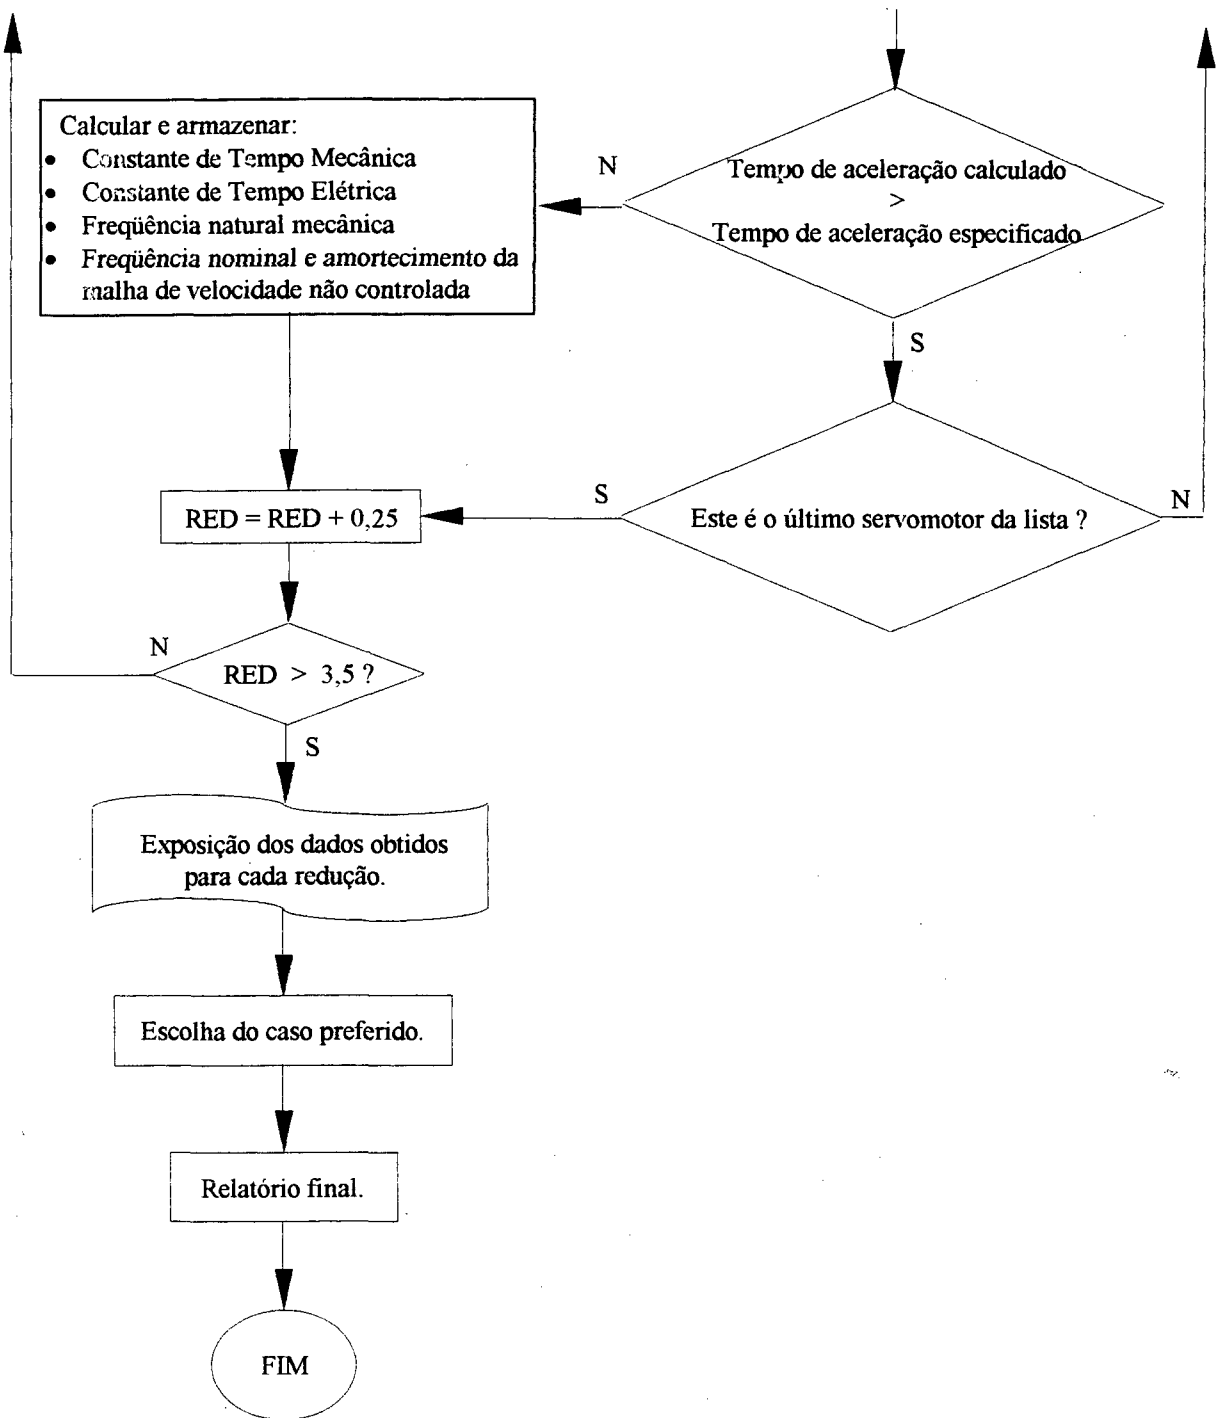 Calcular e armazenar:
• Constante de Tempo Mecânica
• Constante de Tempo Elétrica
• Freqüência natural mecânica
• Freqüência nominal e amortecimento da
malha de velocidade não controlada
N
Tempo de aceleração calculado
>
Tempo de aceleração especificado
S
RED = RED + 0,25
S
Este é o último servomotor da lista ?
N
N
RED > 3,5 ?
S
Exposição dos dados obtidos
para cada redução.
Escolha do caso preferido.
Relatório final.
FIM